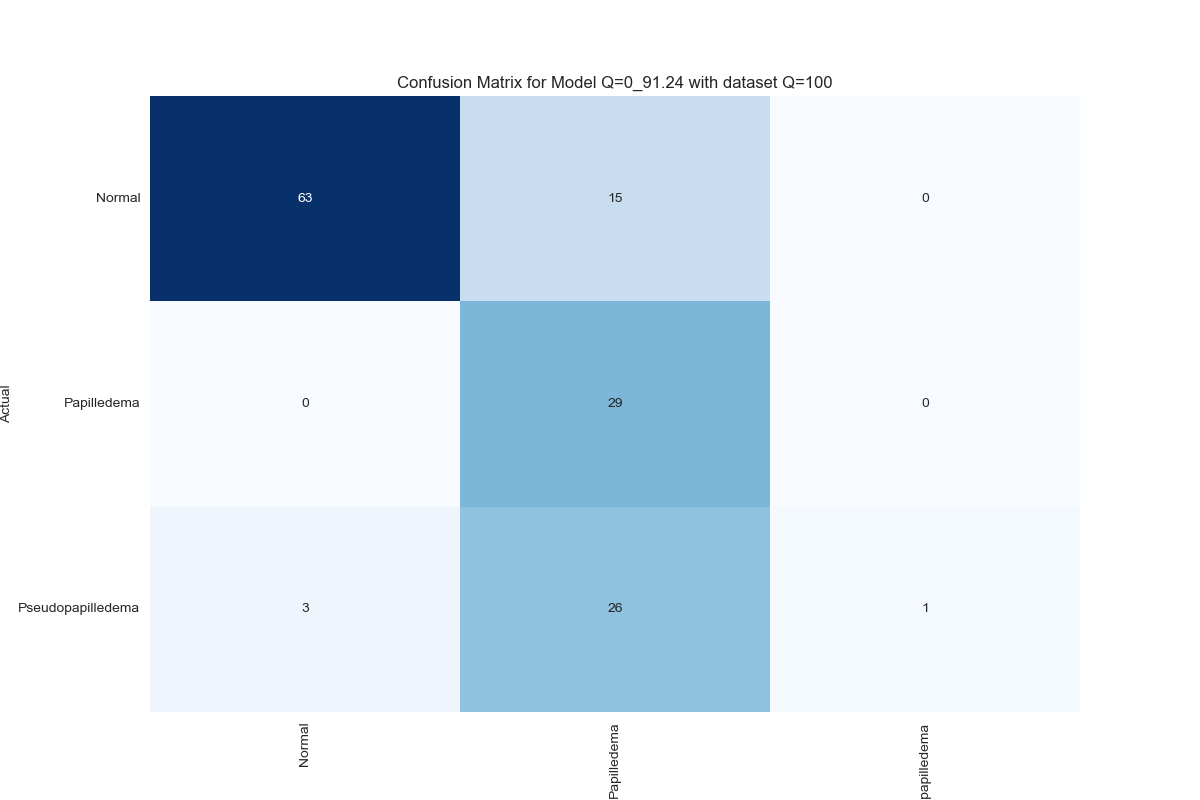 Confusion Matrix for Model Q=0_91.24 with dataset Q=100
Actual
Normal
63
15
0
Papilledema
0
29
0
Pseudopapilledema
3
26
1
Normal
Papilledema
papilledema